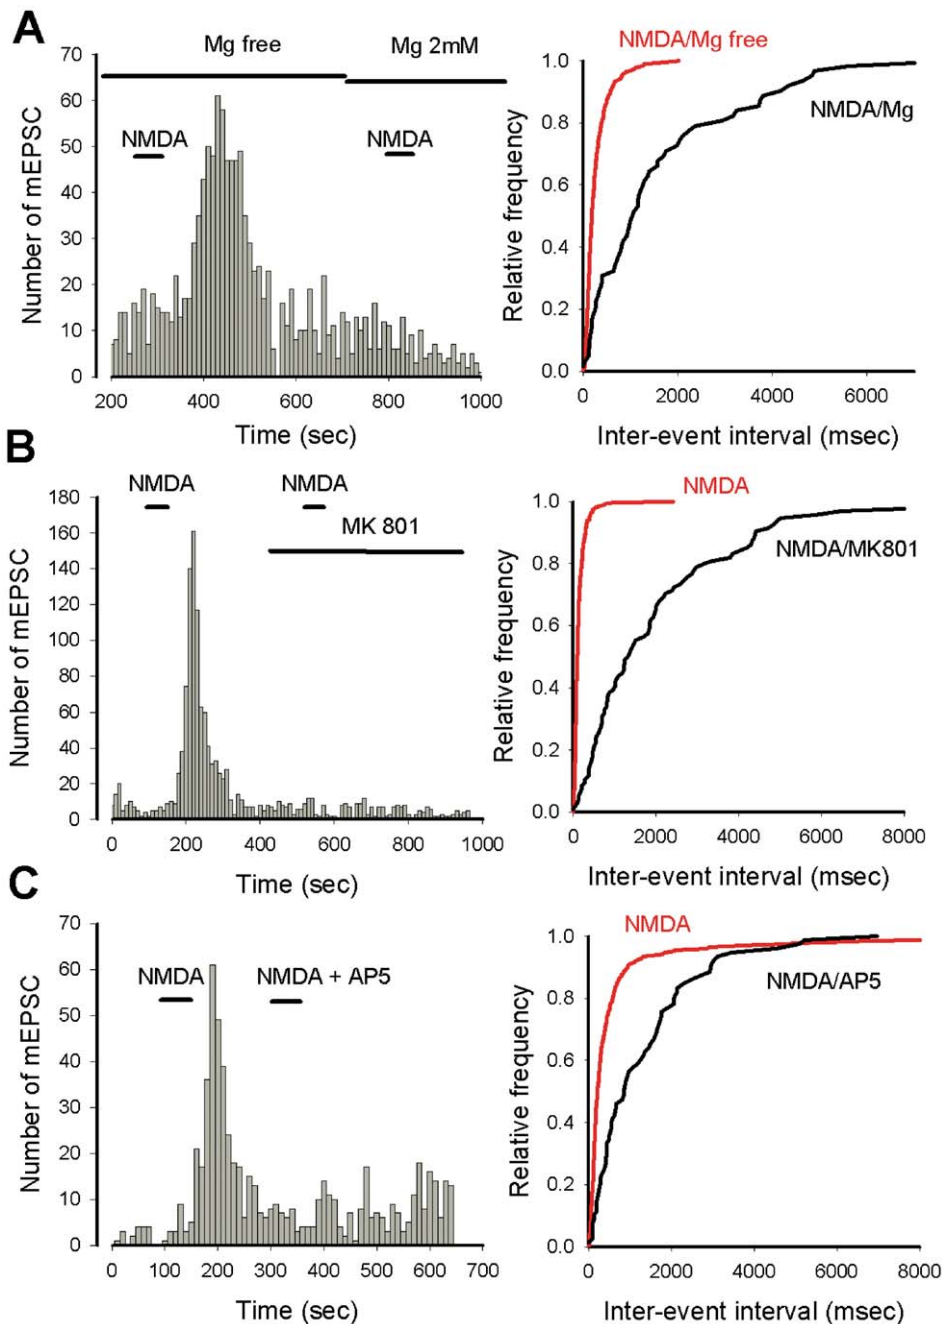 A
Mg free
Mg 2mM
NMDA
NMDA
Number of mEPSC
70
60
50
40
30
20
10
0
200 400 600 800 1000
Time (sec)
NMDA/Mg free
NMDA/Mg
Relative frequency
1.0
0.8
0.6
0.4
0.2
0.0
0 2000 4000 6000
Inter-event interval (msec)
B
NMDA
NMDA
MK 801
Number of mEPSC
180
160
140
120
100
80
60
40
20
0
0 200 400 600 800 1000
Time (sec)
NMDA
NMDA/MK801
Relative frequency
1.0
0.8
0.6
0.4
0.2
0.0
0 2000 4000 6000 8000
Inter-event interval (msec)
C
NMDA
NMDA + AP5
Number of mEPSC
70
60
50
40
30
20
10
0
0 100 200 300 400 500 600 700
Time (sec)
NMDA
NMDA/AP5
Relative frequency
1.0
0.8
0.6
0.4
0.2
0.0
0 2000 4000 6000 8000
Inter-event interval (msec)